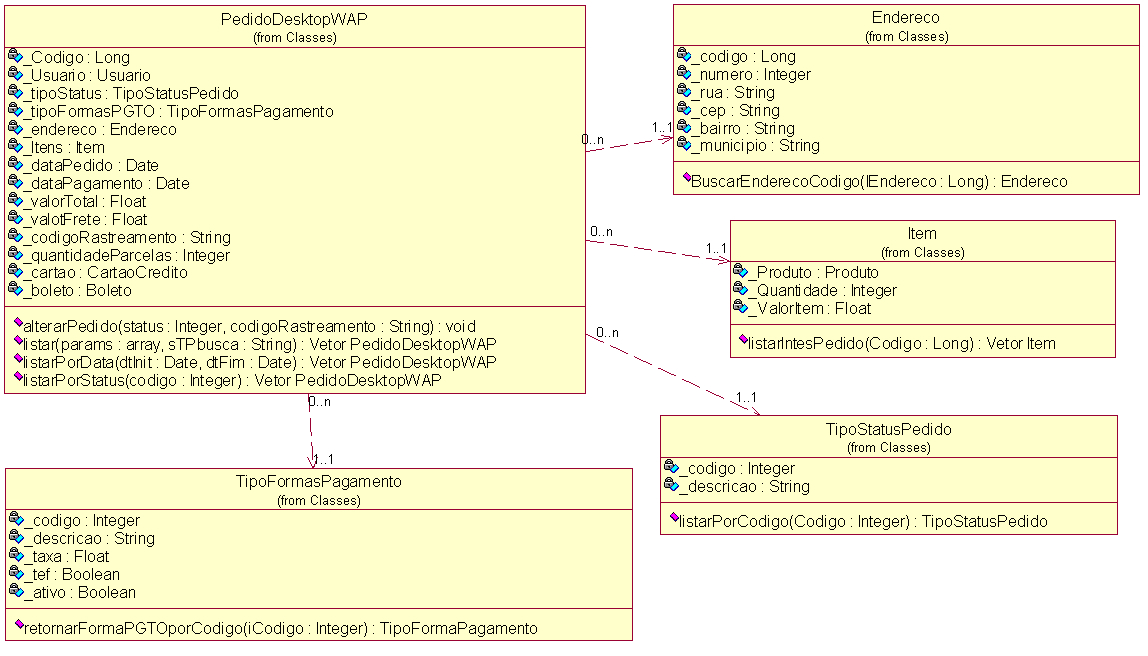 PedidoDesktopWAP
(from Classes)
_Codigo : Long
_Usuario : Usuario
_tipoStatus : TipoStatusPedido
_tipoFormasPGTO : TipoFormasPagamento
_endereco : Endereco
_Itens : Item
_dataPedido : Date
_dataPagamento : Date
_valorTotal : Float
_valotFrete : Float
_codigoRastreamento : String
_quantidadeParcelas : Integer
_cartao : CartaoCredito
_boleto : Boleto
alterarPedido(status : Integer, codigoRastreamento : String) : void
listar(params : array, sTPbusca : String) : Vetor PedidoDesktopWAP
listarPorData(dtInit : Date, dtFim : Date) : Vetor PedidoDesktopWAP
listarPorStatus(codigo : Integer) : Vetor PedidoDesktopWAP
0..n
1..1
Endereco
(from Classes)
_codigo : Long
_numero : Integer
_rua : String
_cep : String
_bairro : String
_municipio : String
BuscarEnderecoCodigo(lEndereco : Long) : Endereco
0..n
1..1
Item
(from Classes)
_Produto : Produto
_Quantidade : Integer
_ValorItem : Float
listarIntesPedido(Codigo : Long) : Vetor Item
0..n
1..1
TipoStatusPedido
(from Classes)
_codigo : Integer
_descricao : String
listarPorCodigo(Codigo : Integer) : TipoStatusPedido
0..n
1..1
TipoFormasPagamento
(from Classes)
_codigo : Integer
_descricao : String
_taxa : Float
_tef : Boolean
_ativo : Boolean
retornarFormaPGTOporCodigo(iCodigo : Integer) : TipoFormaPagamento